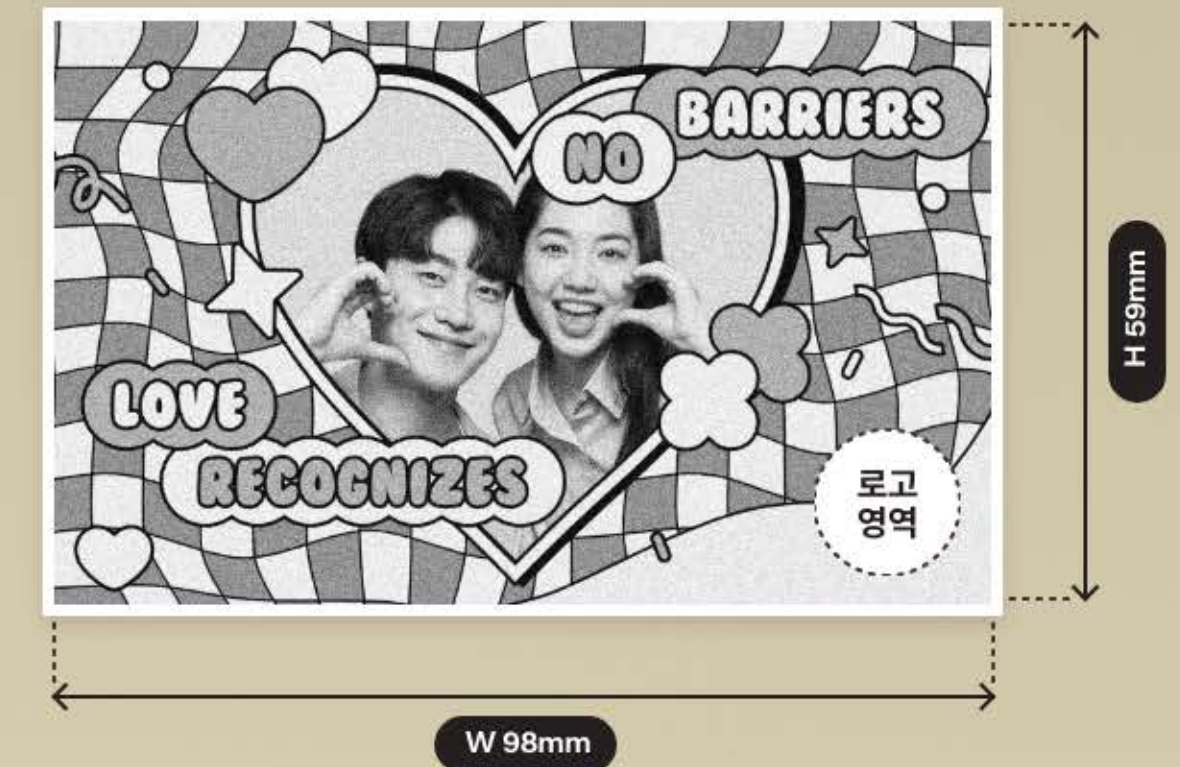 BARRIERS
NO
LOVE
RECOGNIZES
로고
영역
H 59mm
W 98mm